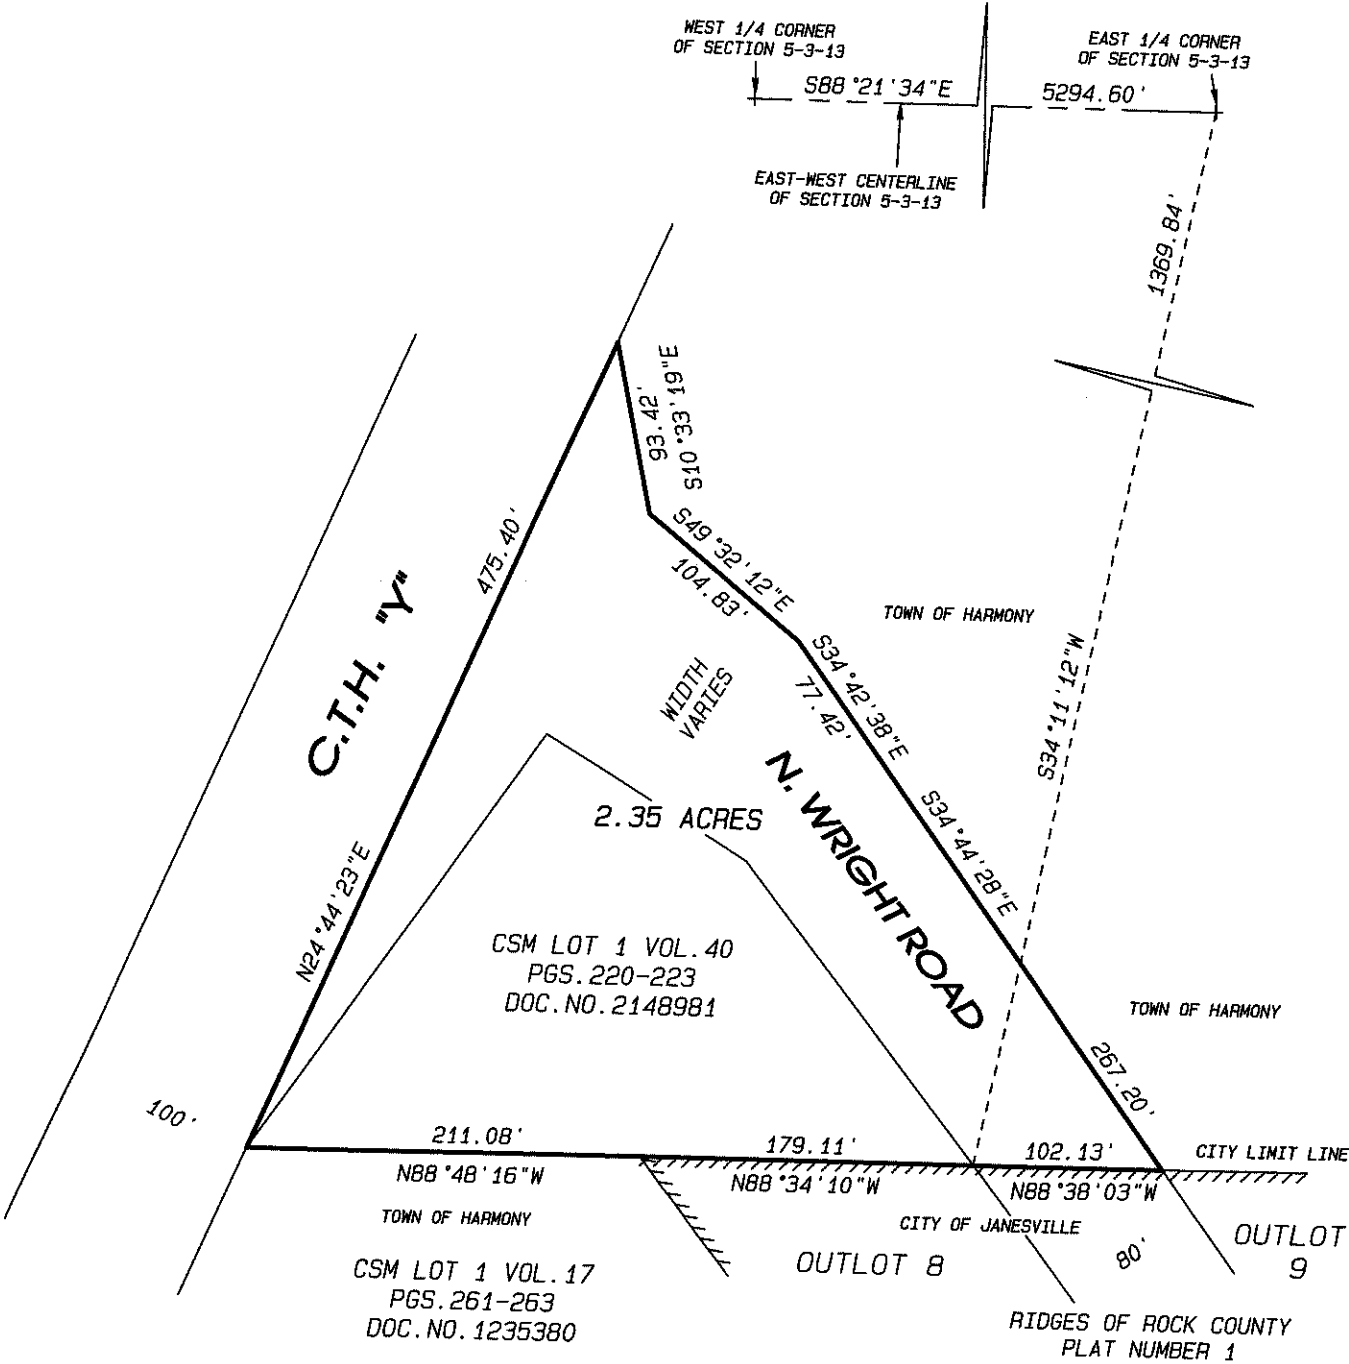 WEST 1/4 CORNER
OF SECTION 5-3-13
EAST 1/4 CORNER
OF SECTION 5-3-13
S88°21'34"E
5294.60'
EAST-WEST CENTERLINE
OF SECTION 5-3-13
1369.84'
93.42'
S10°33'19"E
475.40'
S49°32'12"E
104.83'
C.T.H. "Y"
TOWN OF HARMONY
WIDTH
VARIES
S34°42'38"E
77.42'
S34°11'12"W
2.35 ACRES
N. WRIGHT ROAD
S34°44'28"E
N24°44'23"E
CSM LOT 1 VOL.40
PGS.220-223
DOC.NO.2148981
TOWN OF HARMONY
267.20'
100'
211.08'
179.11'
102.13'
CITY LIMIT LINE
N88°48'16"W
N88°34'10"W
N88°38'03"W
TOWN OF HARMONY
CITY OF JANESVILLE
80'
OUTLOT
9
OUTLOT 8
CSM LOT 1 VOL.17
PGS.261-263
DOC.NO.1235380
RIDGES OF ROCK COUNTY
PLAT NUMBER 1